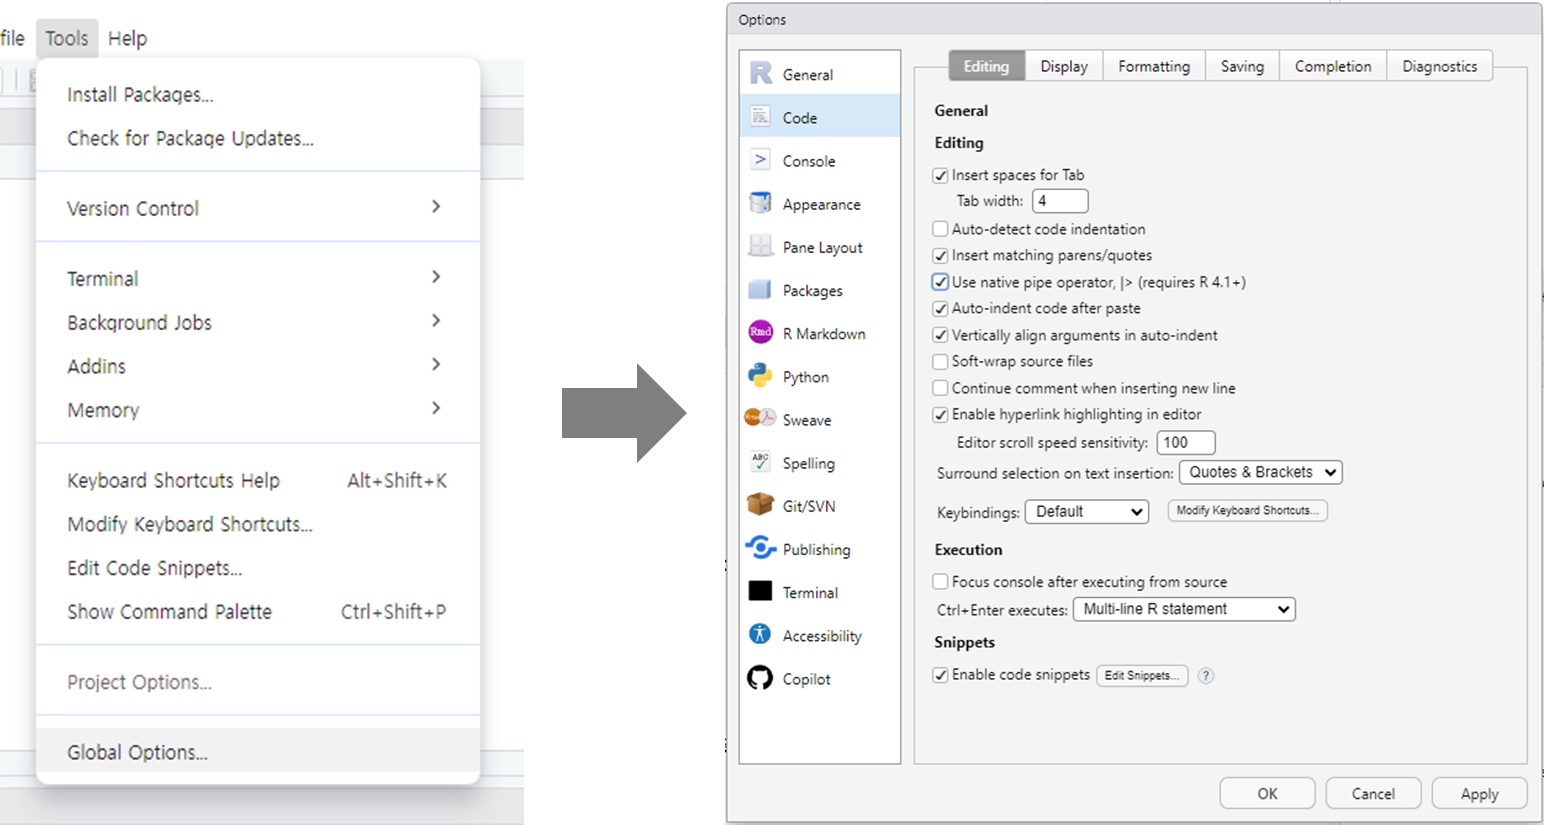 file Tools Help
Install Packages...
Check for Package Updates...
Version Control
Terminal
Background Jobs
Addins
Memory
Keyboard Shortcuts Help Alt+Shift+K
Modify Keyboard Shortcuts...
Edit Code Snippets...
Show Command Palette Ctrl+Shift+P
Project Options...
Global Options...
Options
R General
Code
> Console
Appearance
Pane Layout
Packages
Rmd R Markdown
Python
Sweave
ABC Spelling
Git/SVN
Publishing
Terminal
Accessibility
Copilot
Editing Display Formatting Saving Completion Diagnostics
General
Editing
Insert spaces for Tab
Tab width: 4
Auto-detect code indentation
Insert matching parens/quotes
Use native pipe operator, |> (requires R 4.1+)
Auto-indent code after paste
Vertically align arguments in auto-indent
Soft-wrap source files
Continue comment when inserting new line
Enable hyperlink highlighting in editor
Editor scroll speed sensitivity: 100
Surround selection on text insertion: Quotes & Brackets
Keybindings: Default Modify Keyboard Shortcuts...
Execution
Focus console after executing from source
Ctrl+Enter executes: Multi-line R statement
Snippets
Enable code snippets Edit Snippets... ?
OK Cancel Apply